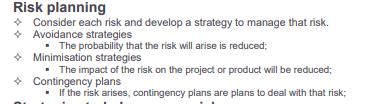 Risk planning
✧ Consider each risk and develop a strategy to manage that risk.
✧ Avoidance strategies
▪ The probability that the risk will arise is reduced;
✧ Minimisation strategies
▪ The impact of the risk on the project or product will be reduced;
✧ Contingency plans
▪ If the risk arises, contingency plans are plans to deal with that risk;